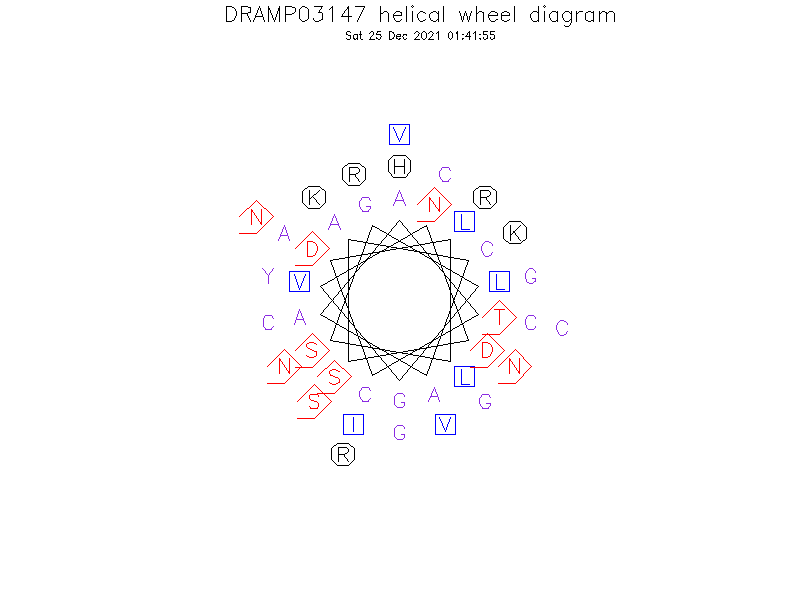 DRAMP03147 helical wheel diagram
Sat 25 Dec 2021 01:41:55
V
R H C
K G A N R
N A A L K
D C
Y V L G
C A T C C
S D
N S L N
S C G A G
I G V
R